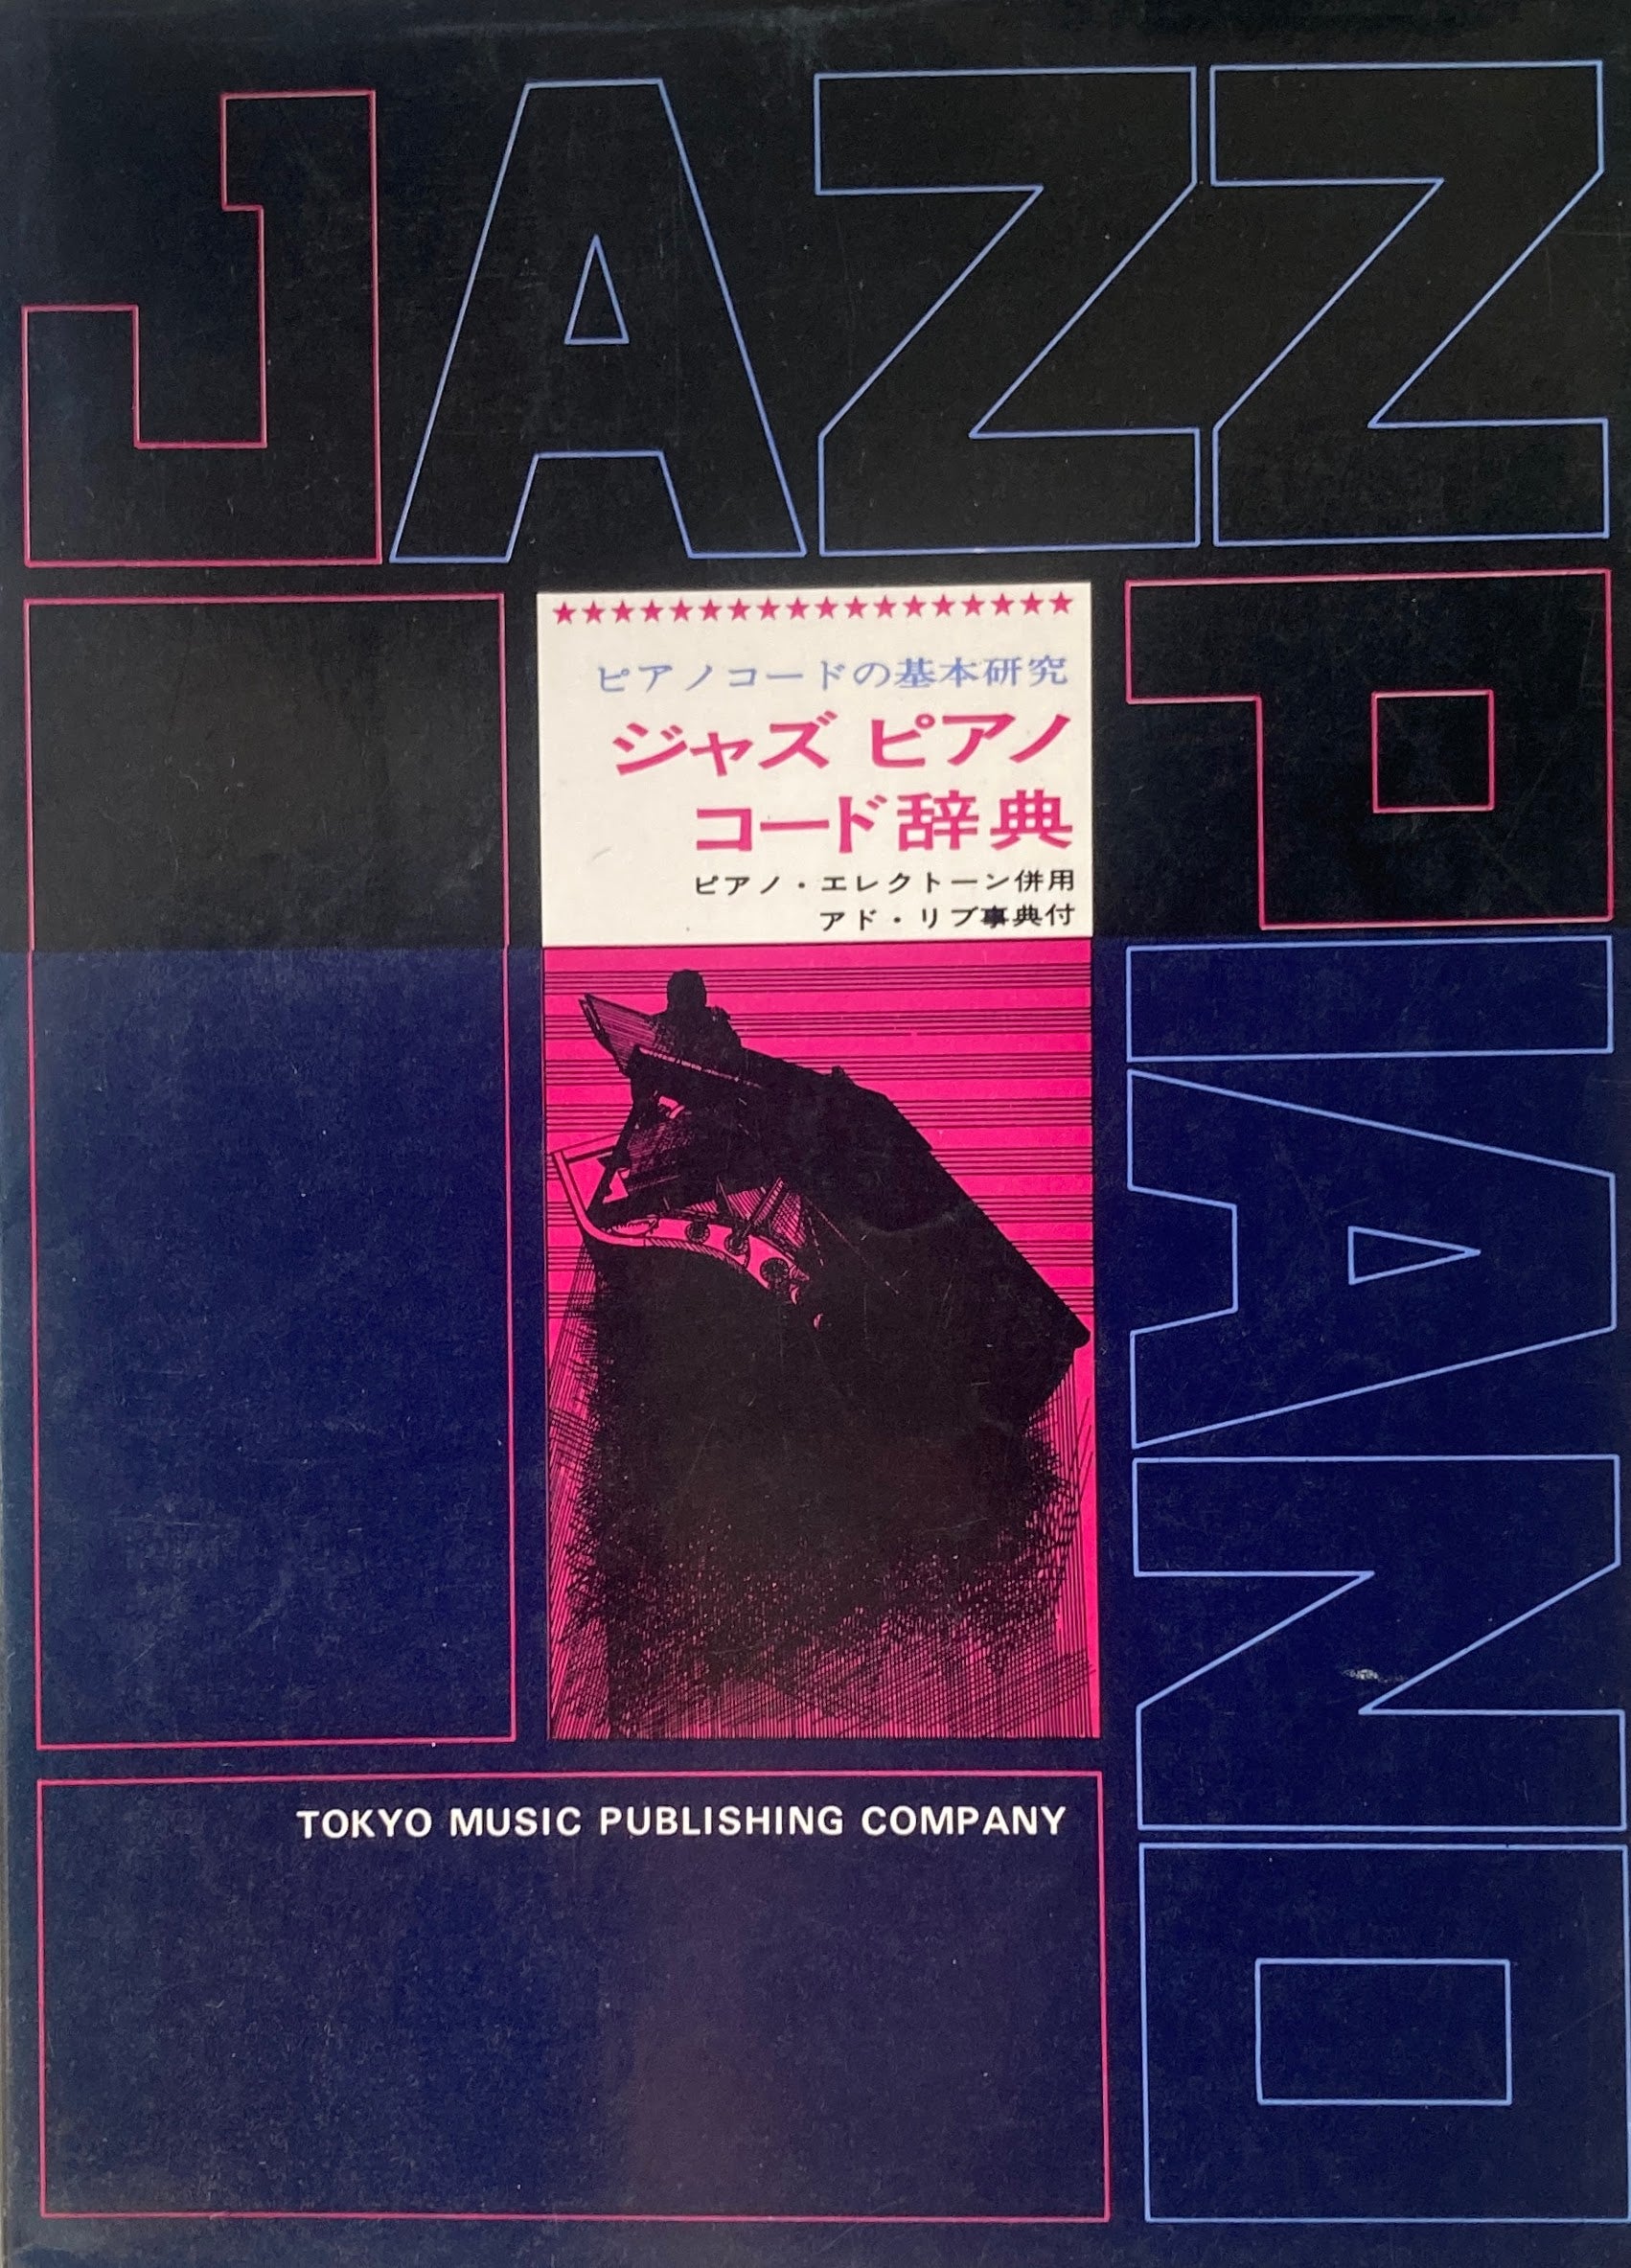 JAZZ
PIANO
ピアノコードの基本研究
ジャズ ピアノ
コード辞典
ピアノ・エレクトーン併用
アド・リブ事典付
TOKYO MUSIC PUBLISHING COMPANY